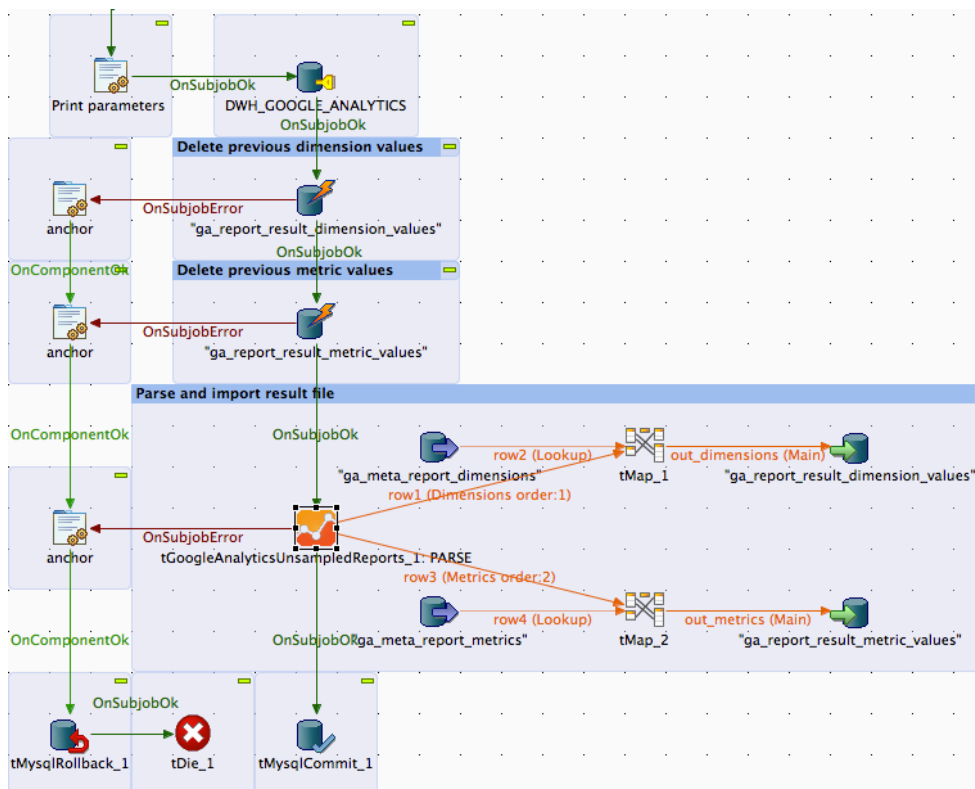 OnSubjobOk
Print parameters
DWH_GOOGLE_ANALYTICS
OnSubjobOk
Delete previous dimension values
OnSubjobError
anchor
"ga_report_result_dimension_values"
OnSubjobOk
OnComponentOk
Delete previous metric values
OnSubjobError
anchor
"ga_report_result_metric_values"
Parse and import result file
OnComponentOk
OnSubjobOk
row2 (Lookup)
out_dimensions (Main)
"ga_meta_report_dimensions"
tMap_1
"ga_report_result_dimension_values"
row1 (Dimensions order:1)
OnSubjobError
anchor
tGoogleAnalyticsUnsampledReports_1: PARSE
row3 (Metrics order:2)
row4 (Lookup)
out_metrics (Main)
OnComponentOk
OnSubjobOk
"ga_meta_report_metrics"
tMap_2
"ga_report_result_metric_values"
OnSubjobOk
tMysqlRollback_1
tDie_1
tMysqlCommit_1